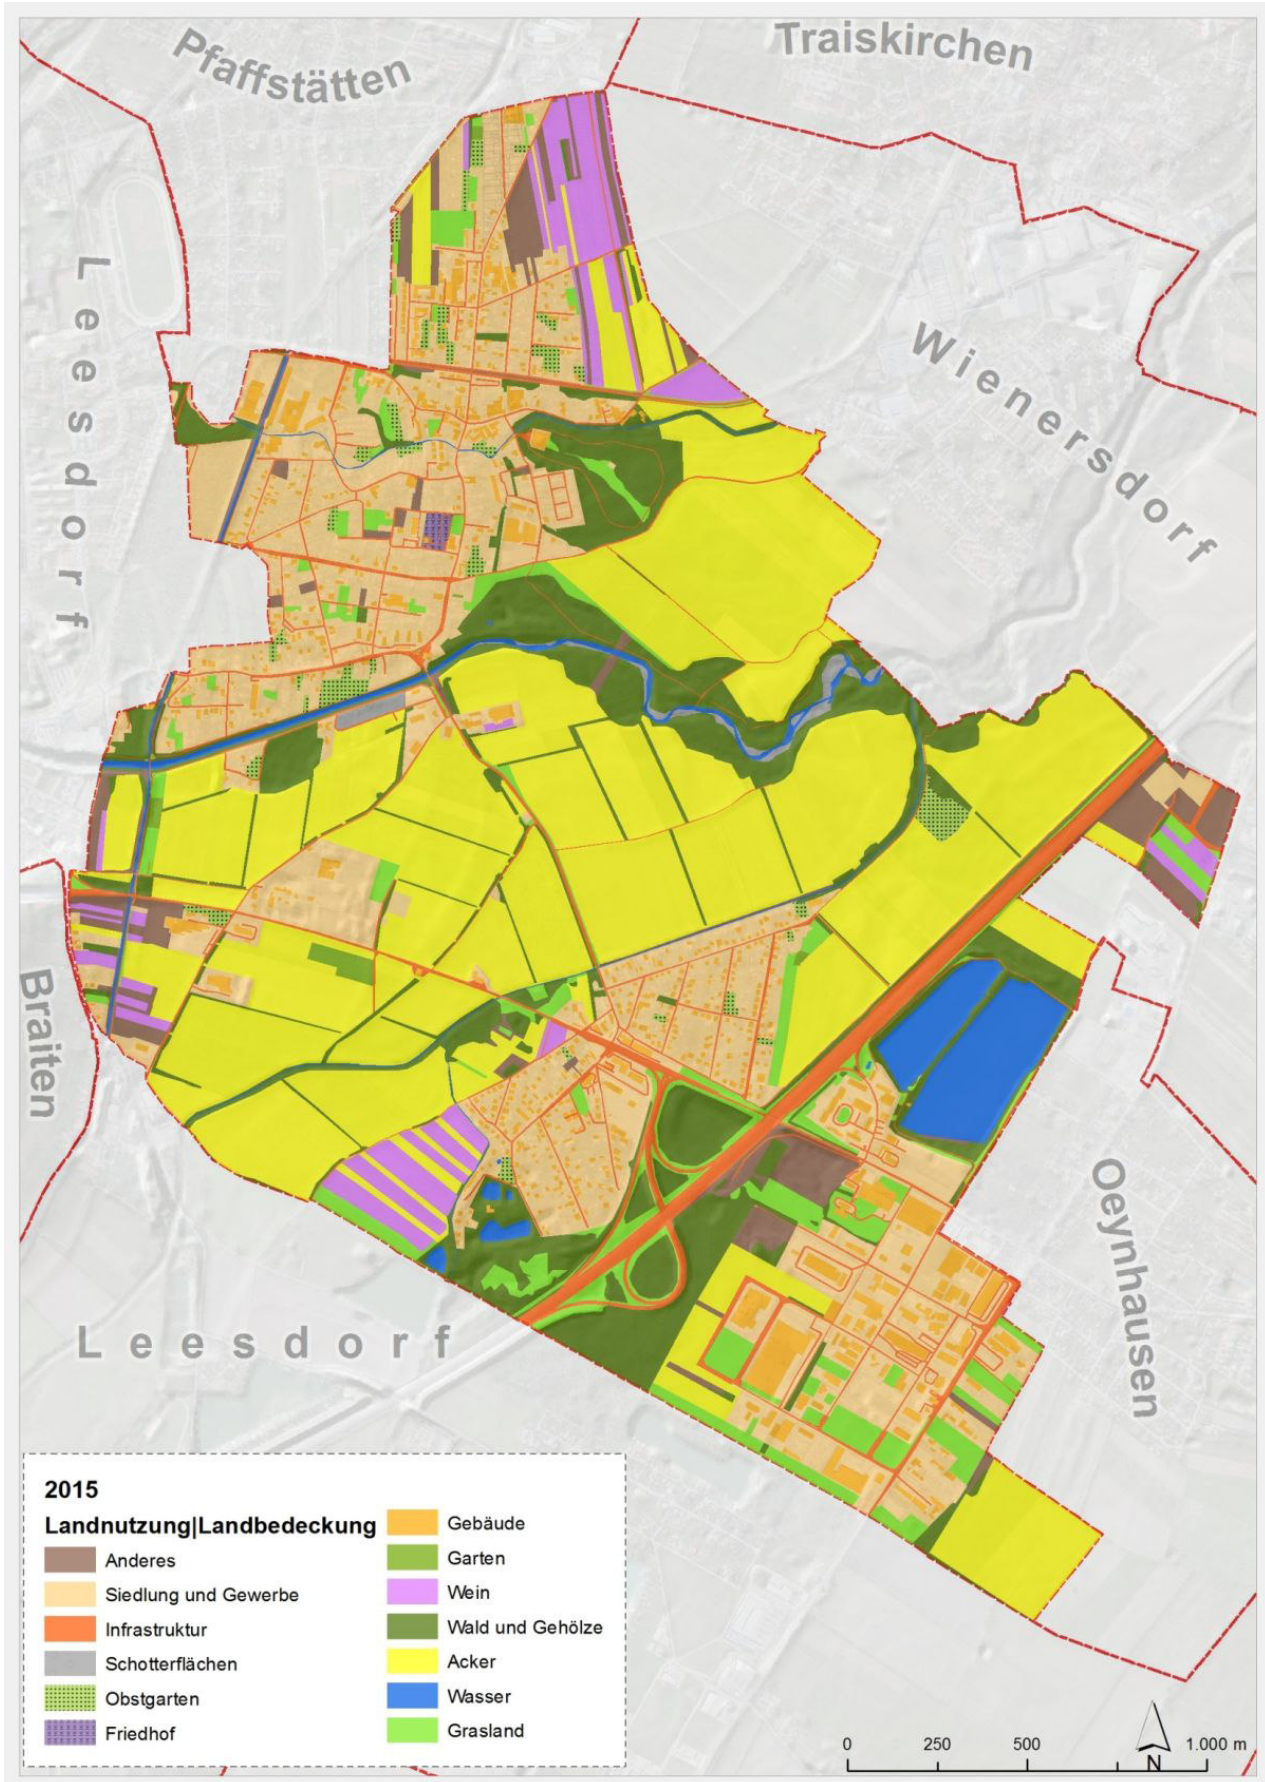 Pfaffstätten
Traiskirchen
Leesdorf
Wienersdorf
Braiten
Oeynhausen
Leesdorf
2015
Landnutzung|Landbedeckung
Anderes
Siedlung und Gewerbe
Infrastruktur
Schotterflächen
Obstgarten
Friedhof
Gebäude
Garten
Wein
Wald und Gehölze
Acker
Wasser
Grasland
0 250 500 1.000 m
N